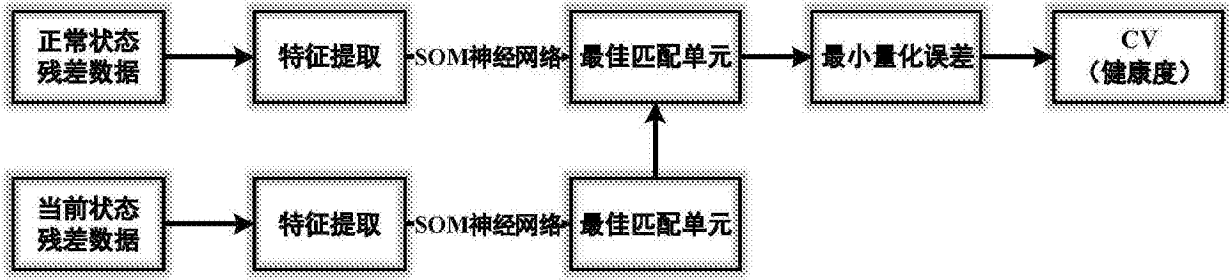 正常状态
残差数据
特征提取
SOM神经网络
最佳匹配单元
最小量化误差
CV
（健康度）
当前状态
残差数据
特征提取
SOM神经网络
最佳匹配单元